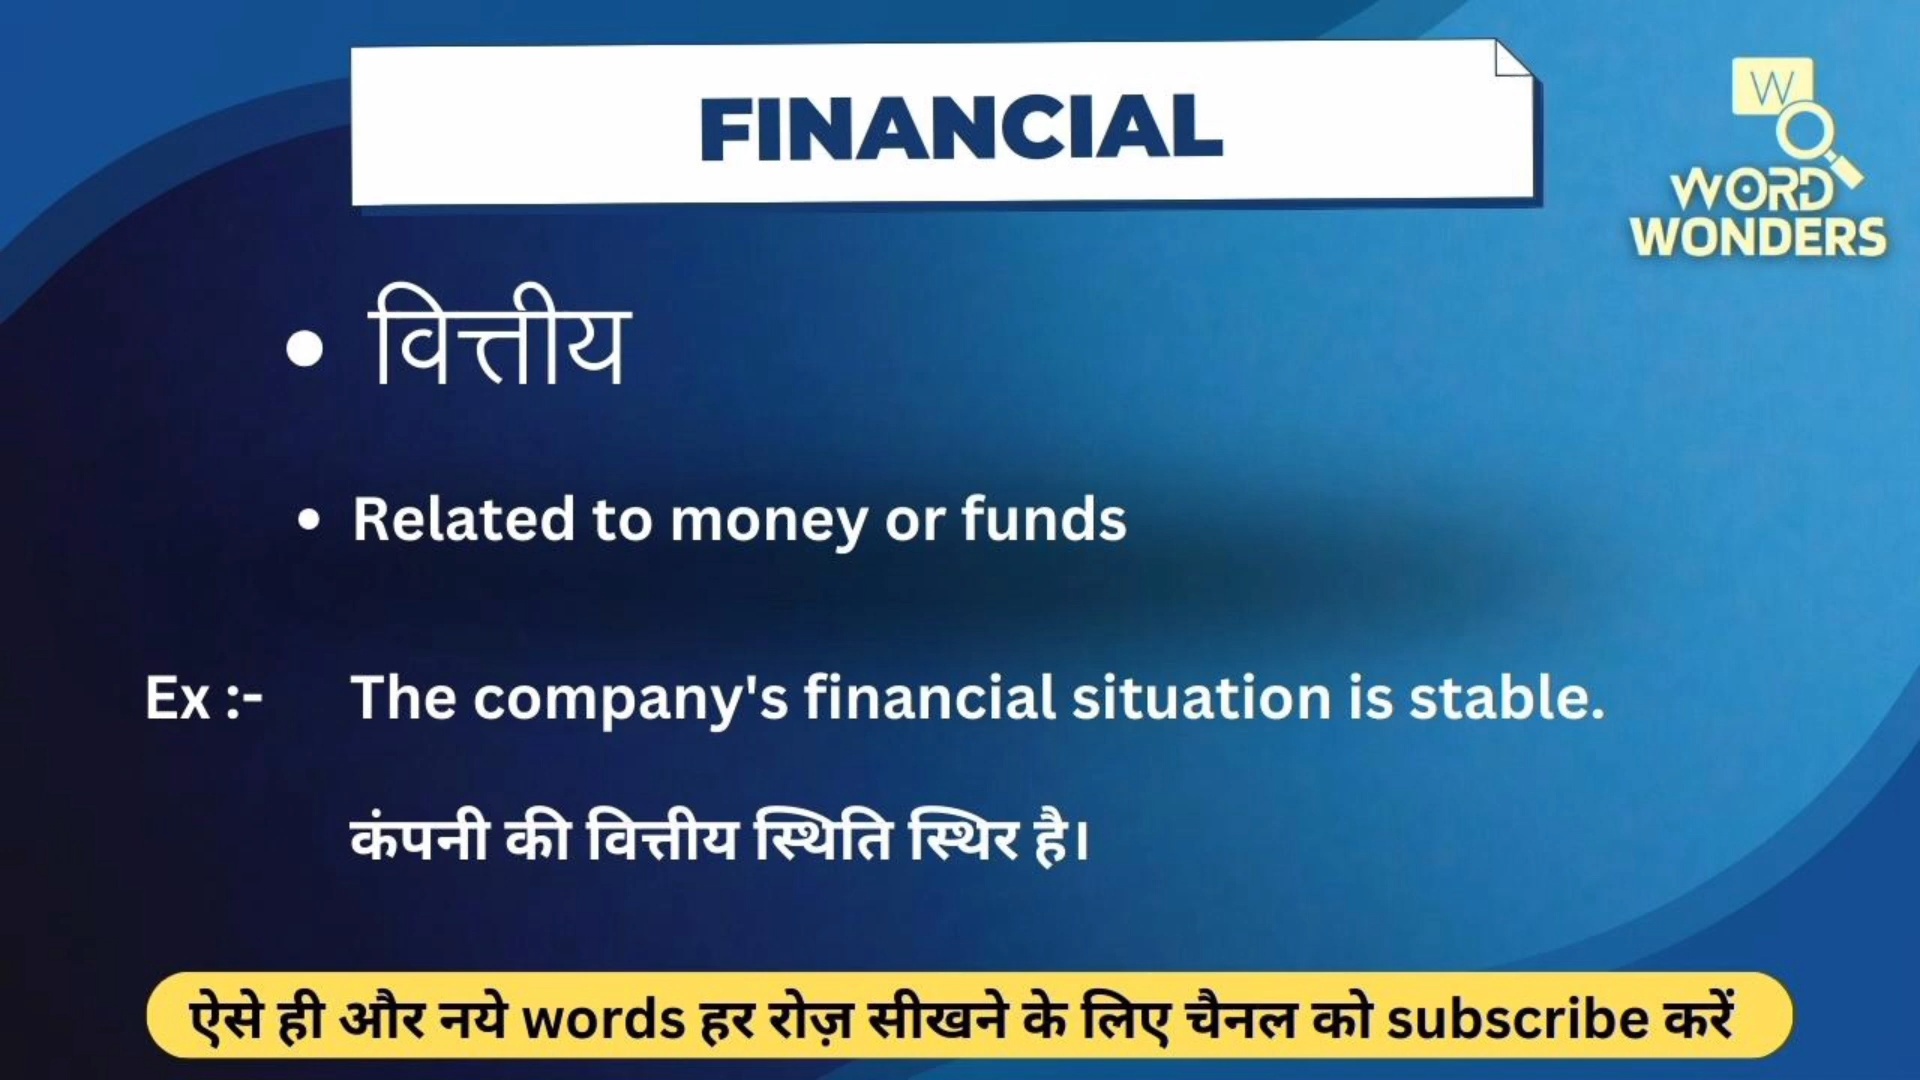 FINANCIAL
W
WORD
WONDERS
• वित्तीय
• Related to money or funds
Ex :- The company's financial situation is stable.
कंपनी की वित्तीय स्थिति स्थिर है।
ऐसे ही और नये words हर रोज़ सीखने के लिए चैनल को subscribe करें